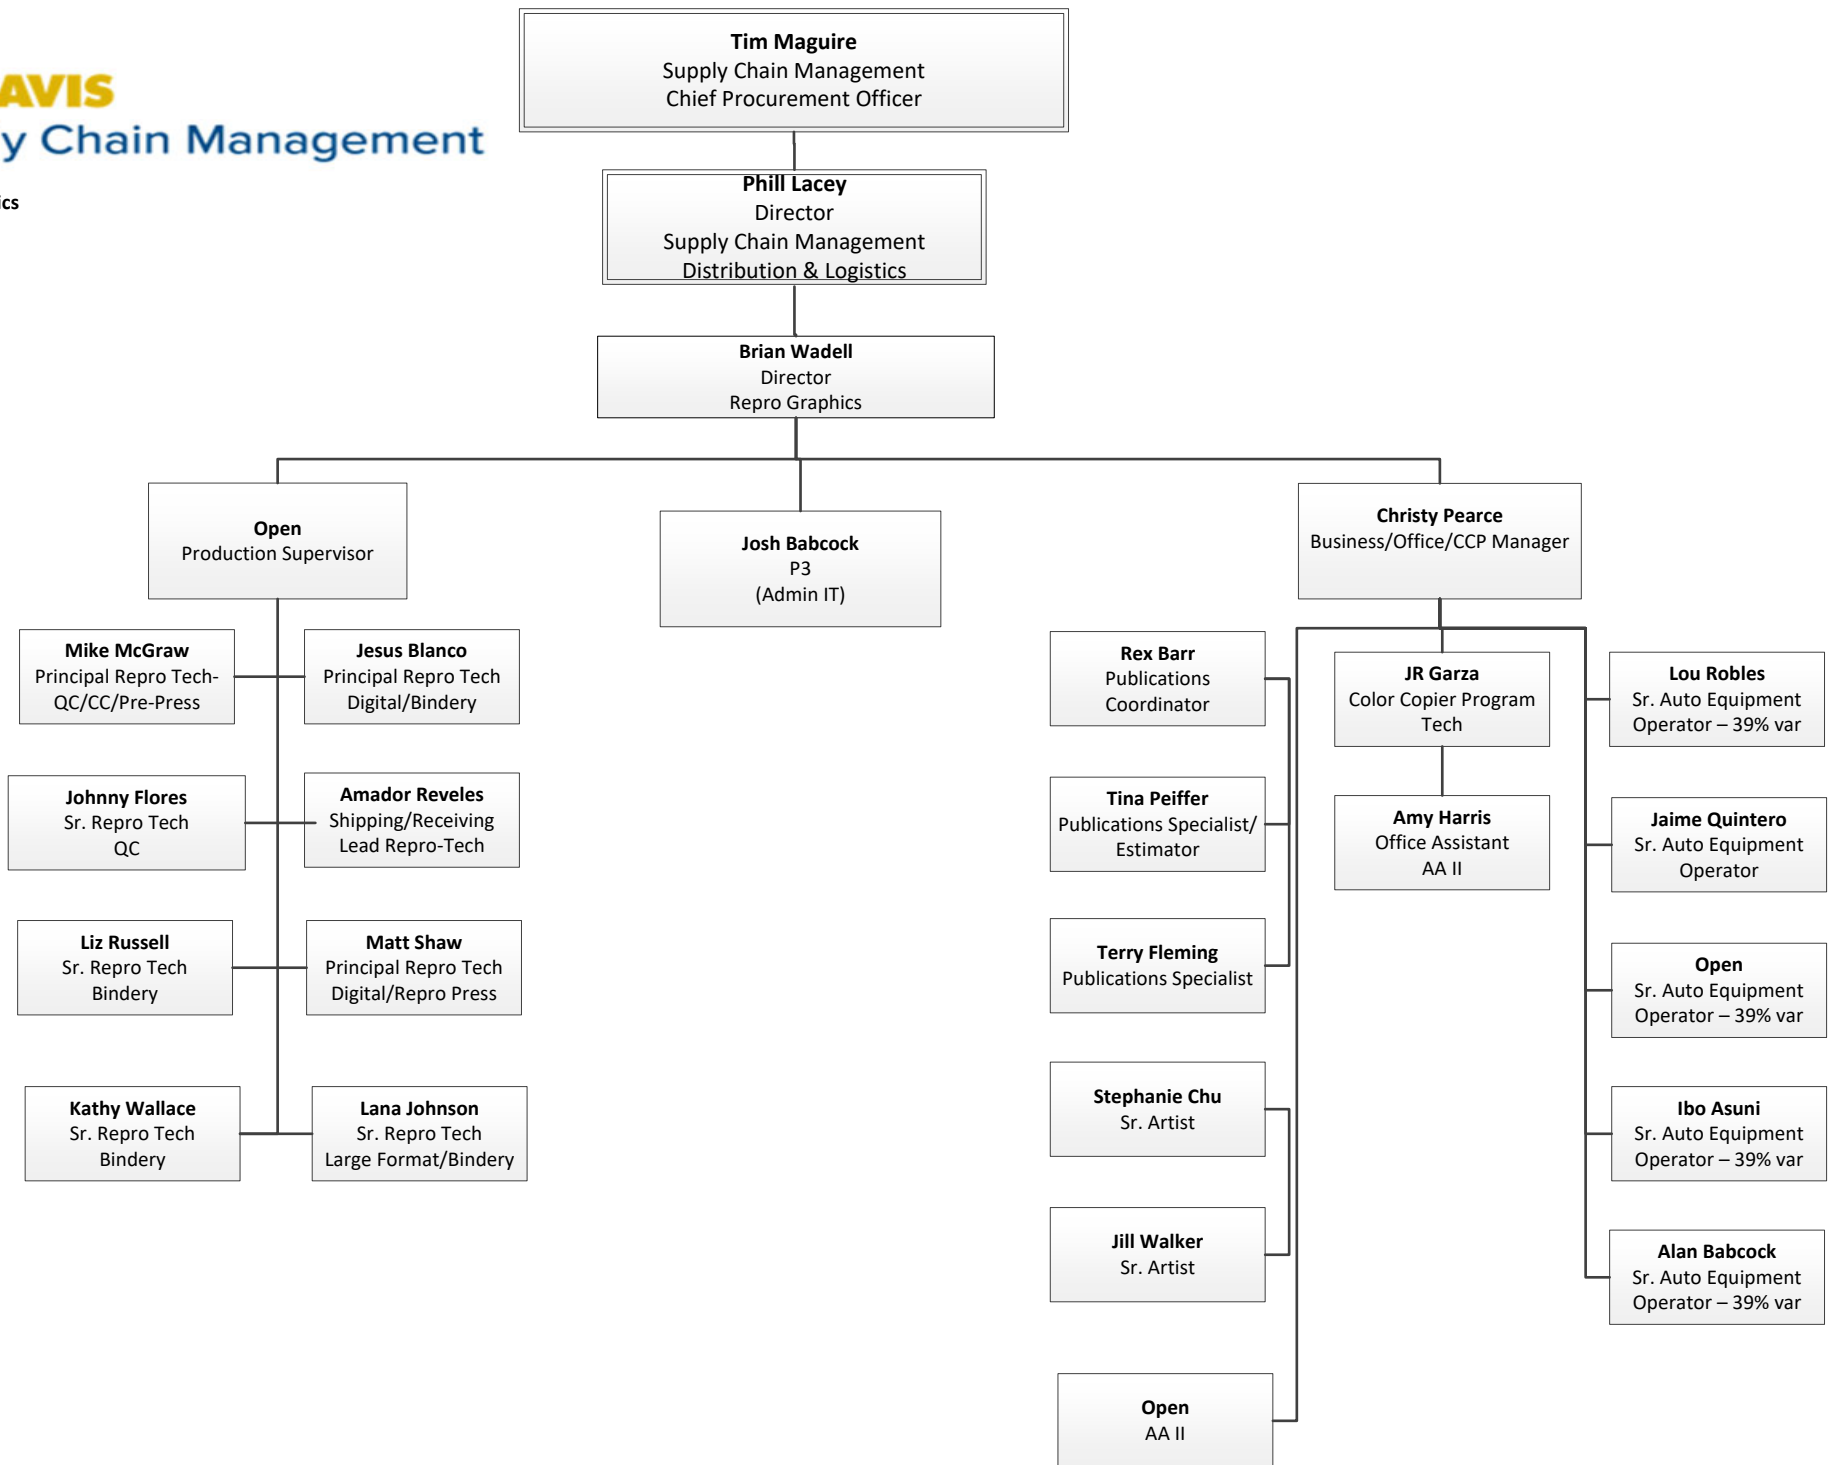 AVIS
y Chain Management
ics
Tim Maguire
Supply Chain Management
Chief Procurement Officer
Phill Lacey
Director
Supply Chain Management
Distribution & Logistics
Brian Wadell
Director
Repro Graphics
Open
Production Supervisor
Josh Babcock
P3
(Admin IT)
Christy Pearce
Business/Office/CCP Manager
Mike McGraw
Principal Repro Tech-
QC/CC/Pre-Press
Jesus Blanco
Principal Repro Tech
Digital/Bindery
Johnny Flores
Sr. Repro Tech
QC
Amador Reveles
Shipping/Receiving
Lead Repro-Tech
Liz Russell
Sr. Repro Tech
Bindery
Matt Shaw
Principal Repro Tech
Digital/Repro Press
Kathy Wallace
Sr. Repro Tech
Bindery
Lana Johnson
Sr. Repro Tech
Large Format/Bindery
Rex Barr
Publications
Coordinator
Tina Peiffer
Publications Specialist/
Estimator
Terry Fleming
Publications Specialist
Stephanie Chu
Sr. Artist
Jill Walker
Sr. Artist
Open
AA II
JR Garza
Color Copier Program
Tech
Amy Harris
Office Assistant
AA II
Lou Robles
Sr. Auto Equipment
Operator – 39% var
Jaime Quintero
Sr. Auto Equipment
Operator
Open
Sr. Auto Equipment
Operator – 39% var
Ibo Asuni
Sr. Auto Equipment
Operator – 39% var
Alan Babcock
Sr. Auto Equipment
Operator – 39% var